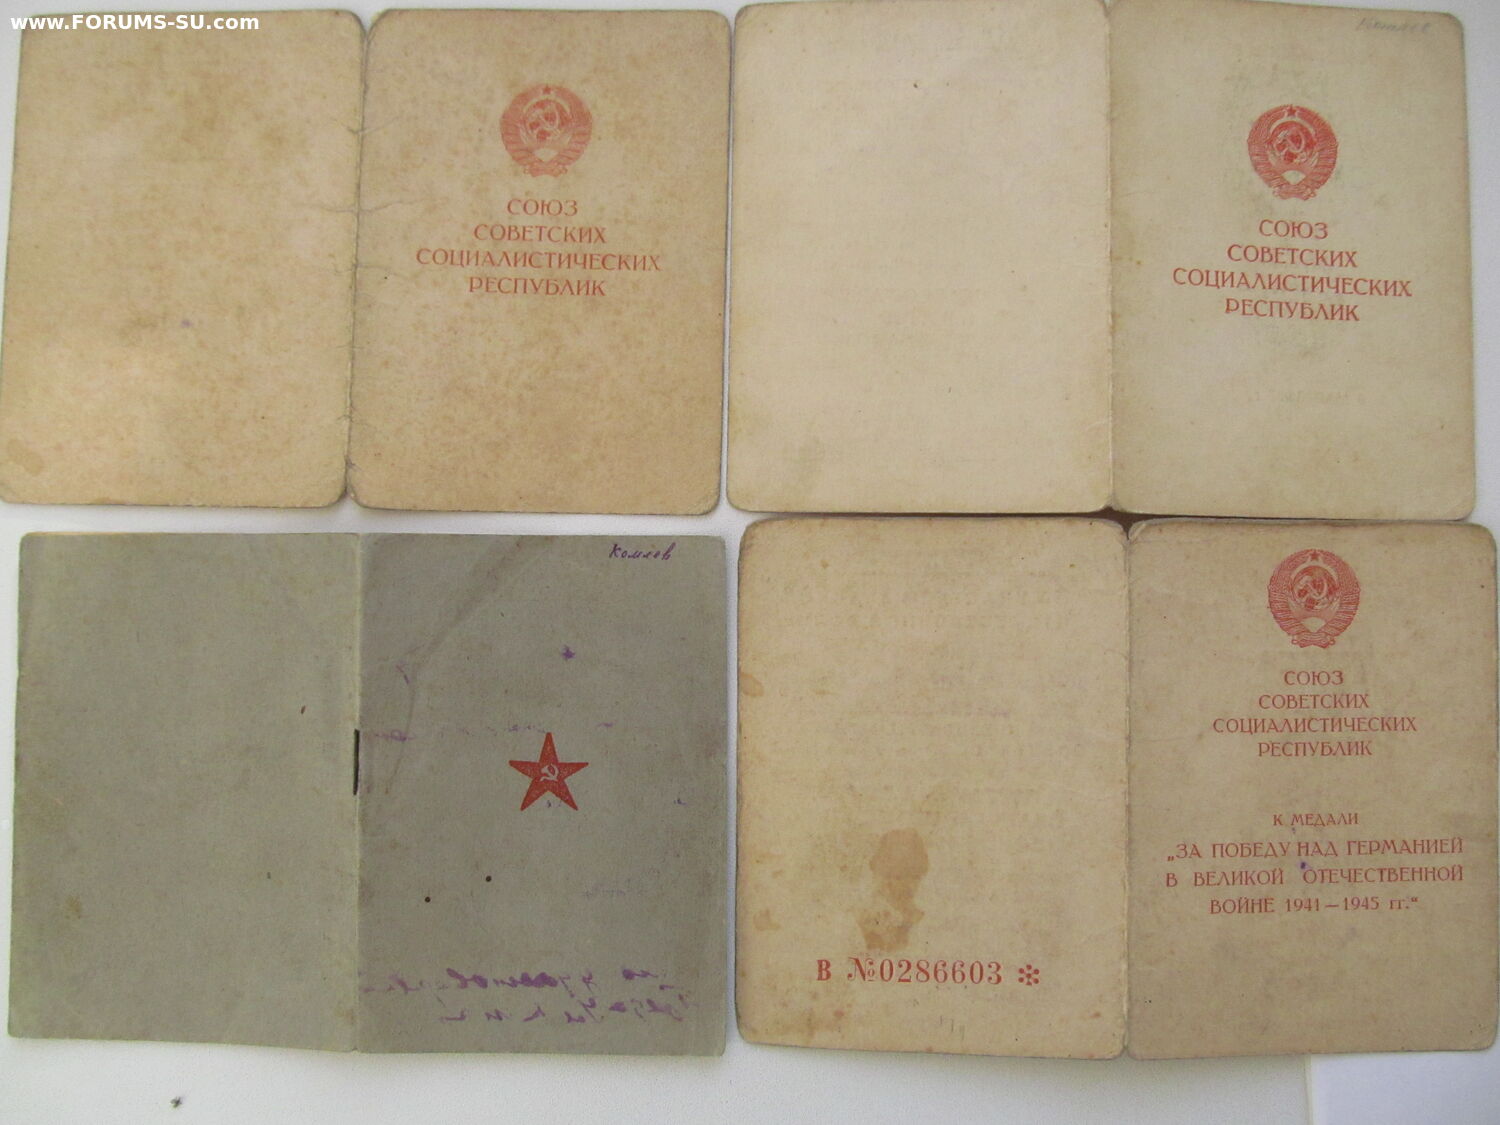 www.FORUMS-SU.com
СОЮЗ
СОВЕТСКИХ
СОЦИАЛИСТИЧЕСКИХ
РЕСПУБЛИК
Комлев
СОЮЗ
СОВЕТСКИХ
СОЦИАЛИСТИЧЕСКИХ
РЕСПУБЛИК
Комлев
В №0286603 *
СОЮЗ
СОВЕТСКИХ
СОЦИАЛИСТИЧЕСКИХ
РЕСПУБЛИК
К МЕДАЛИ
„ЗА ПОБЕДУ НАД ГЕРМАНИЕЙ
В ВЕЛИКОЙ ОТЕЧЕСТВЕННОЙ
ВОЙНЕ 1941—1945 гг.“